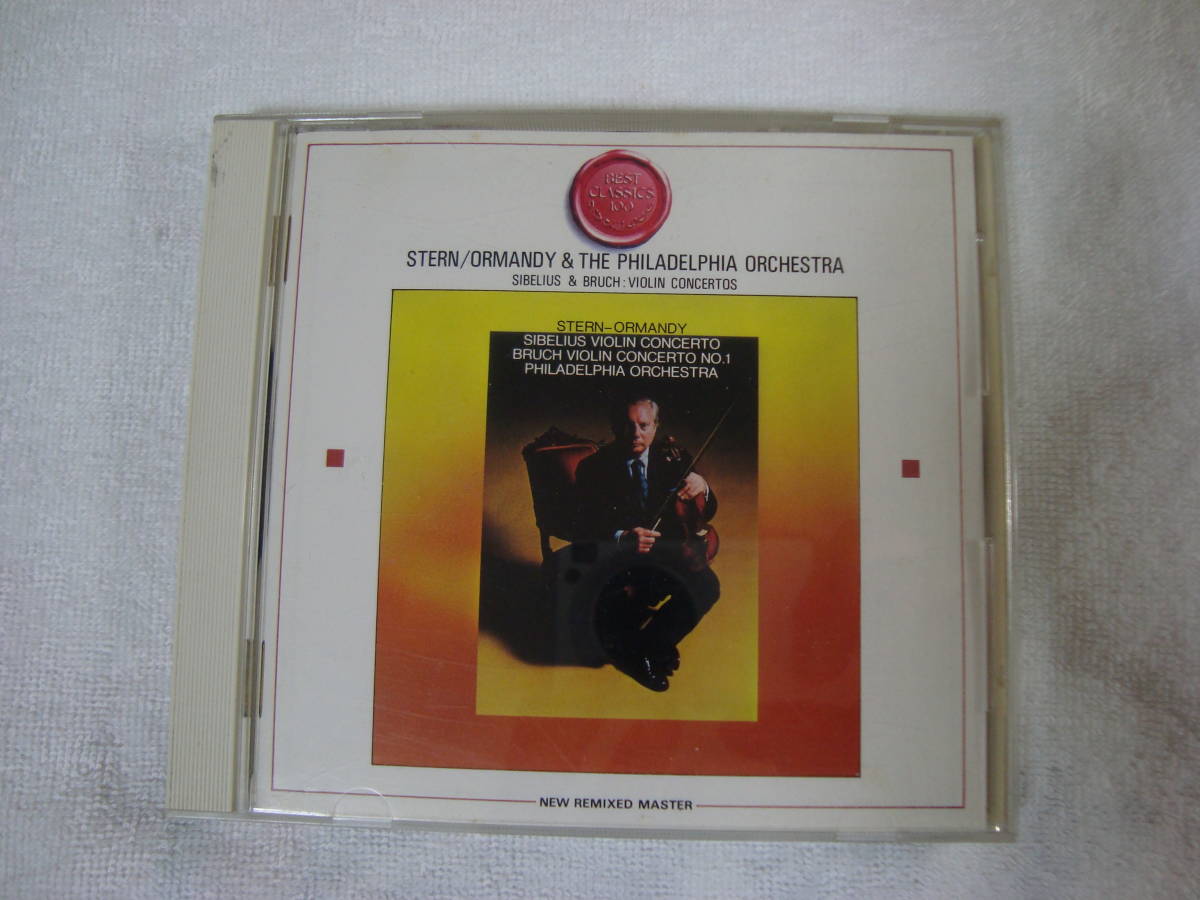 BEST
CLASSICS
100
STERN/ORMANDY & THE PHILADELPHIA ORCHESTRA
SIBELIUS & BRUCH: VIOLIN CONCERTOS
STERN-ORMANDY
SIBELIUS VIOLIN CONCERTO
BRUCH VIOLIN CONCERTO NO.1
PHILADELPHIA ORCHESTRA
NEW REMIXED MASTER